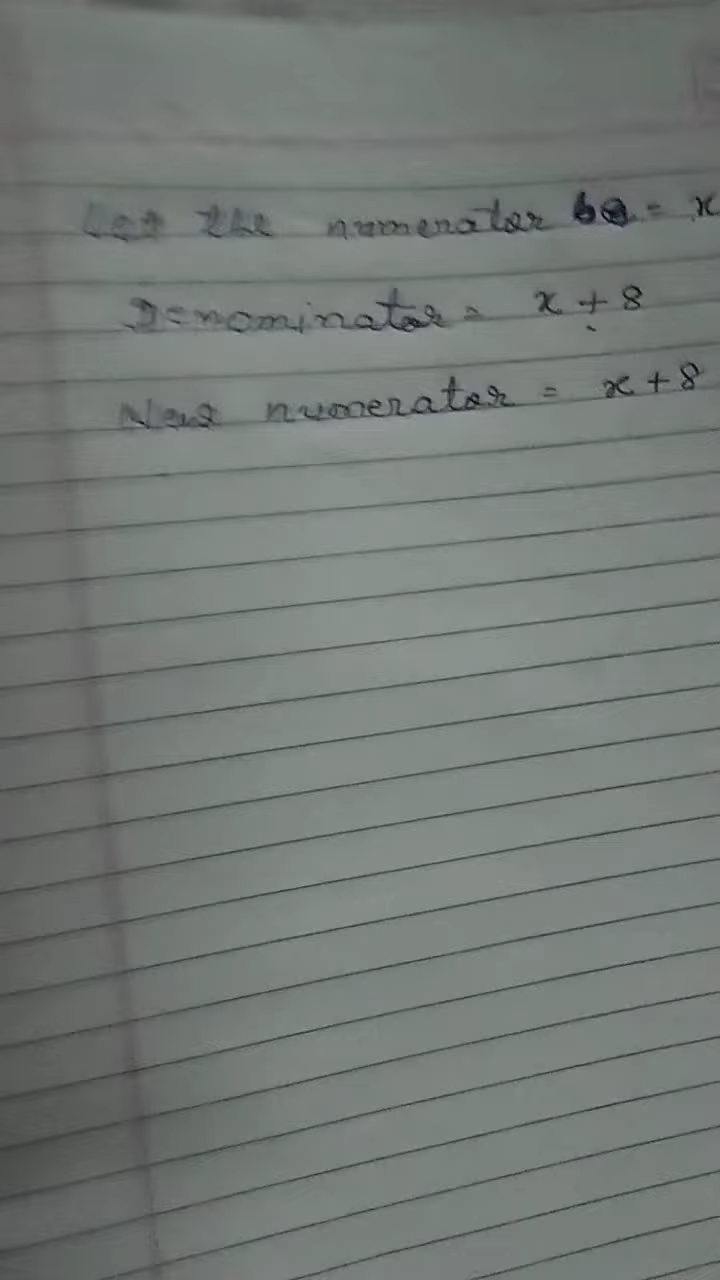 Let the numerator be = x
Denominator = x + 8
New numerator = x + 8